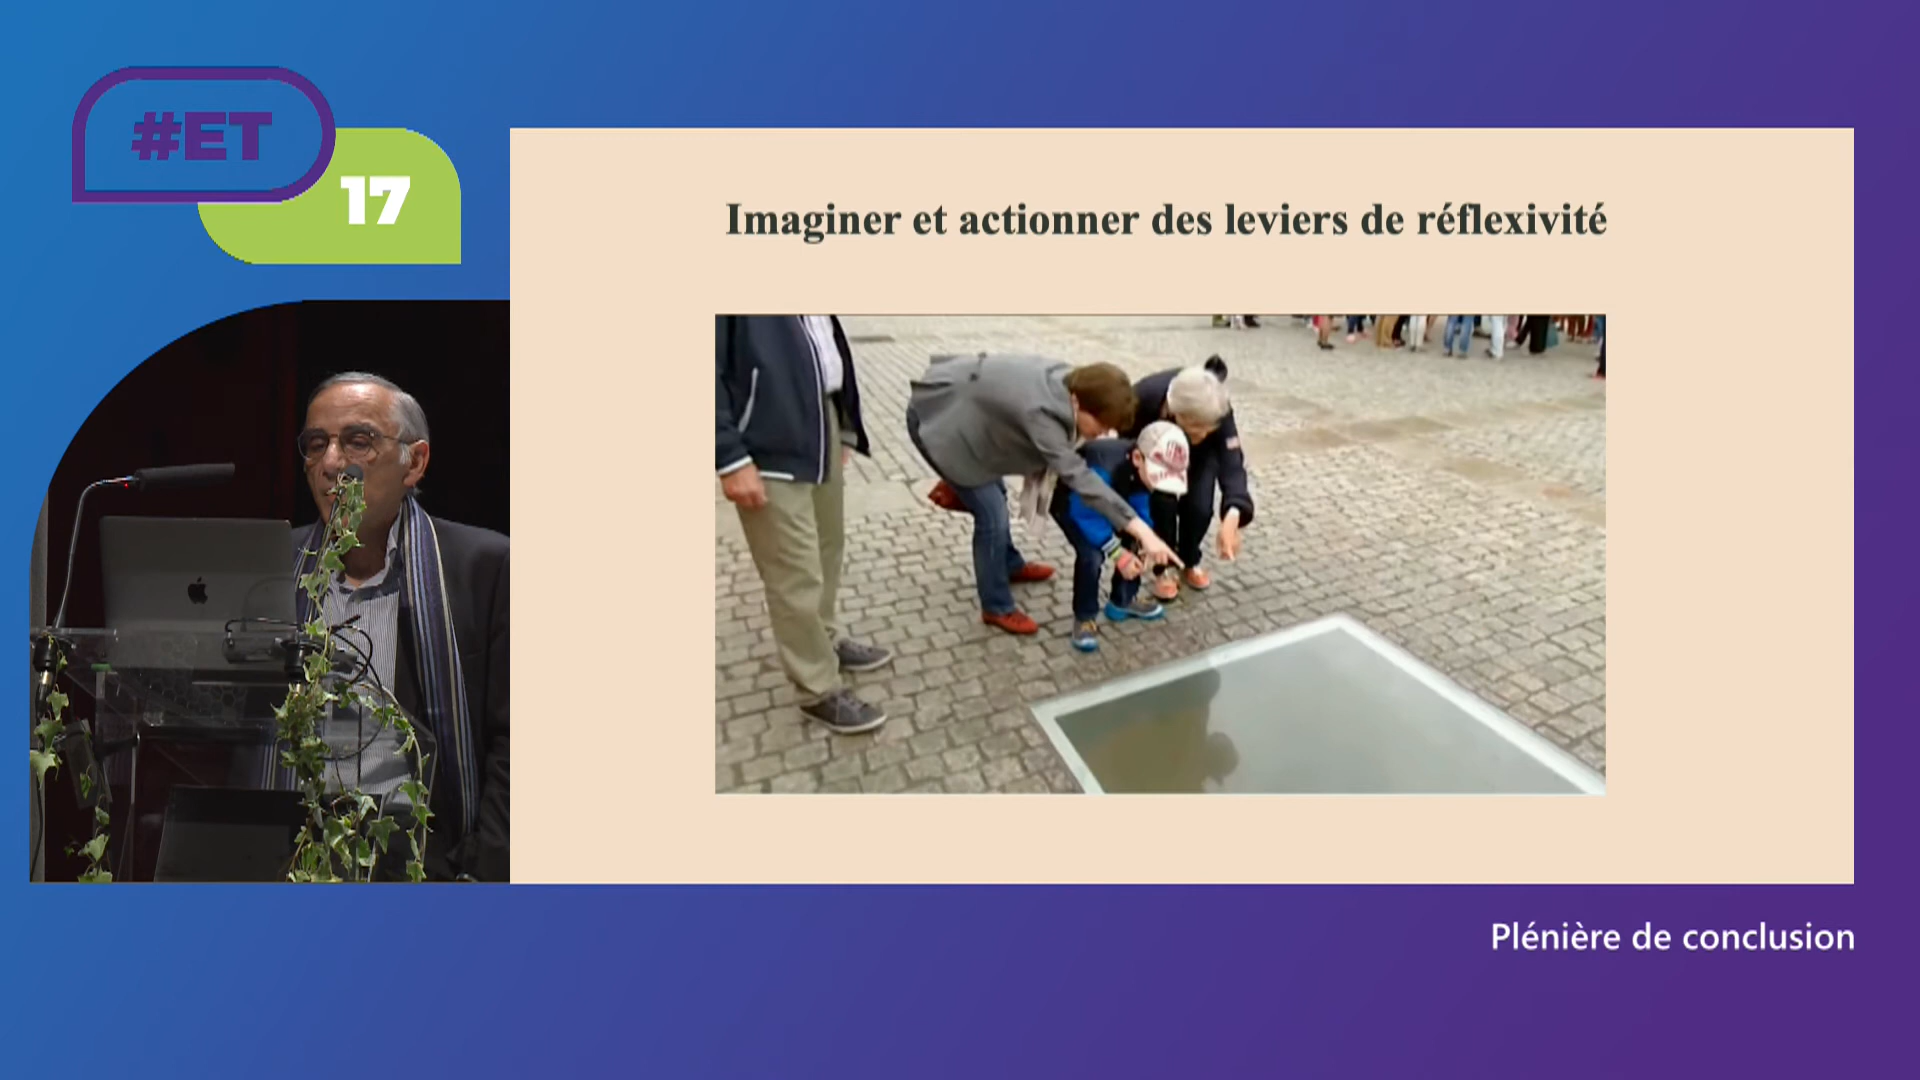 #ET
17
Imaginer et actionner des leviers de réflexivité
Plénière de conclusion